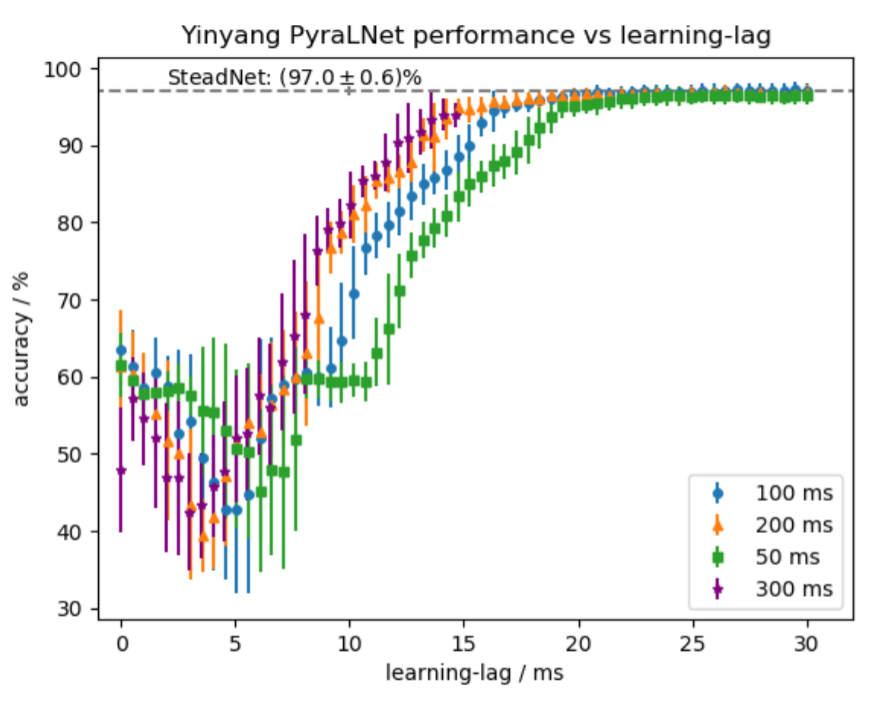 Yinyang PyraLNet performance vs learning-lag
SteadNet: (97.0 ± 0.6)%
accuracy / %
100
90
80
70
60
50
40
30
0 5 10 15 20 25 30
learning-lag / ms
100 ms
200 ms
50 ms
300 ms